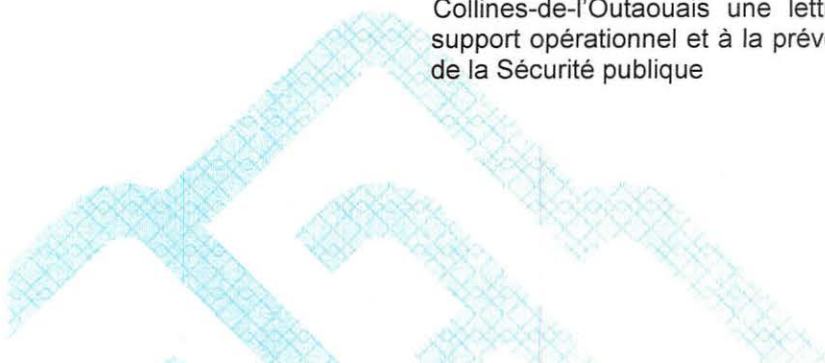 Collines-de-l'Outaouais une
support opérationnel et à la
de la Sécurité publique